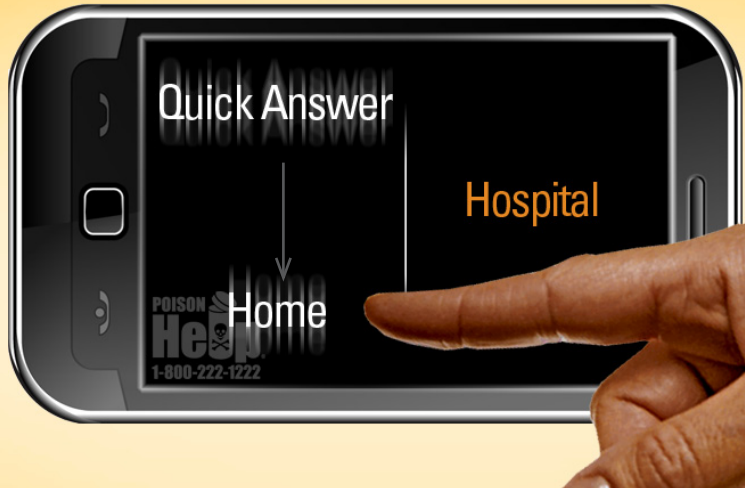 Quick Answer
Hospital
Home
POISON
Help
1-800-222-1222